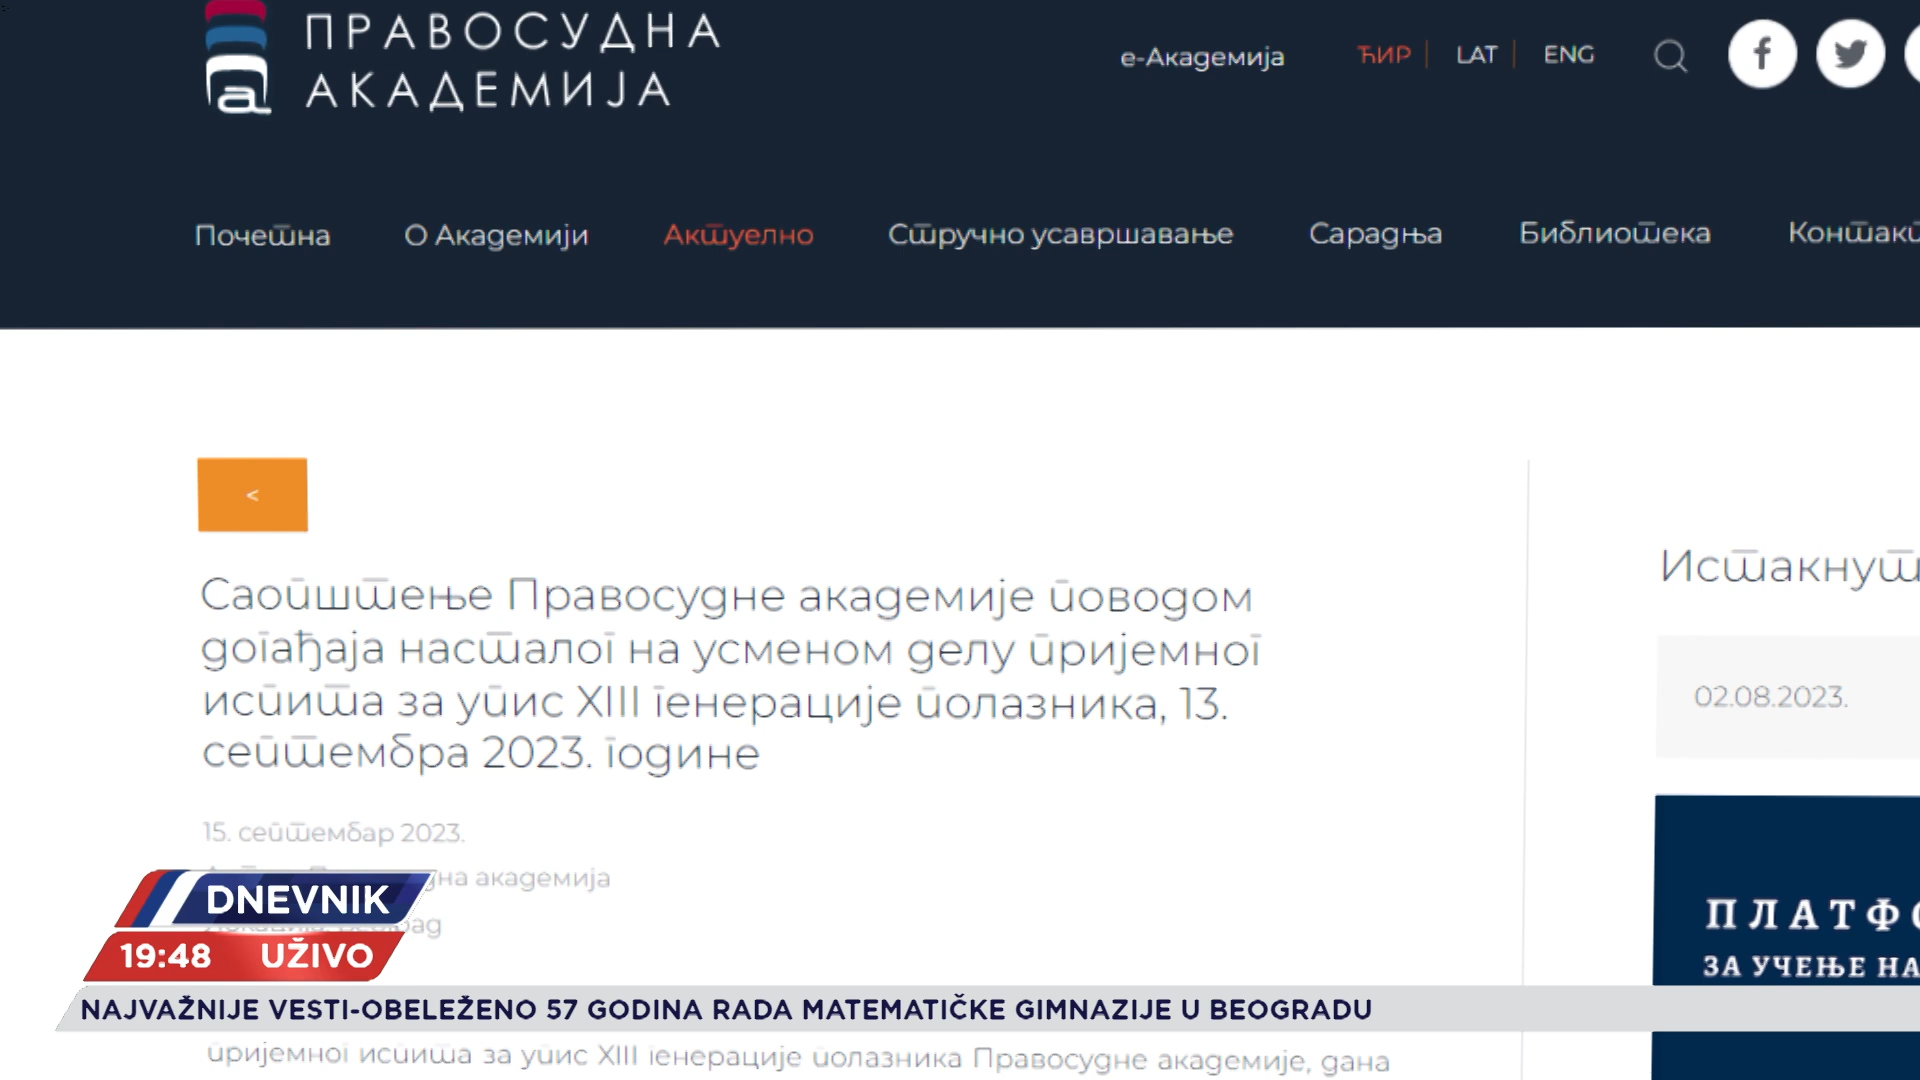 ПРАВОСУДНА
АКАДЕМИЈА
е-Академија
ЋИР
LAT
ENG
Почетна
О Академији
Актуелно
Стручно усавршавање
Сарадња
Библиотека
<
Саопштење Правосудне академије поводом
догађаја насталог на усменом делу пријемног
испита за упис XIII генерације полазника, 13.
септембра 2023. године
15. септембар 2023.
академија
02.08.2023.
ЗА УЧЕЊЕ НА
DNEVNIK
19:48 UŽIVO
NAJVAŽNIJE VESTI-OBELEŽENO 57 GODINA RADA MATEMATIČKE GIMNAZIJE U BEOGRADU
пријемног испита за упис XIII генерације полазника Правосудне академије, дана